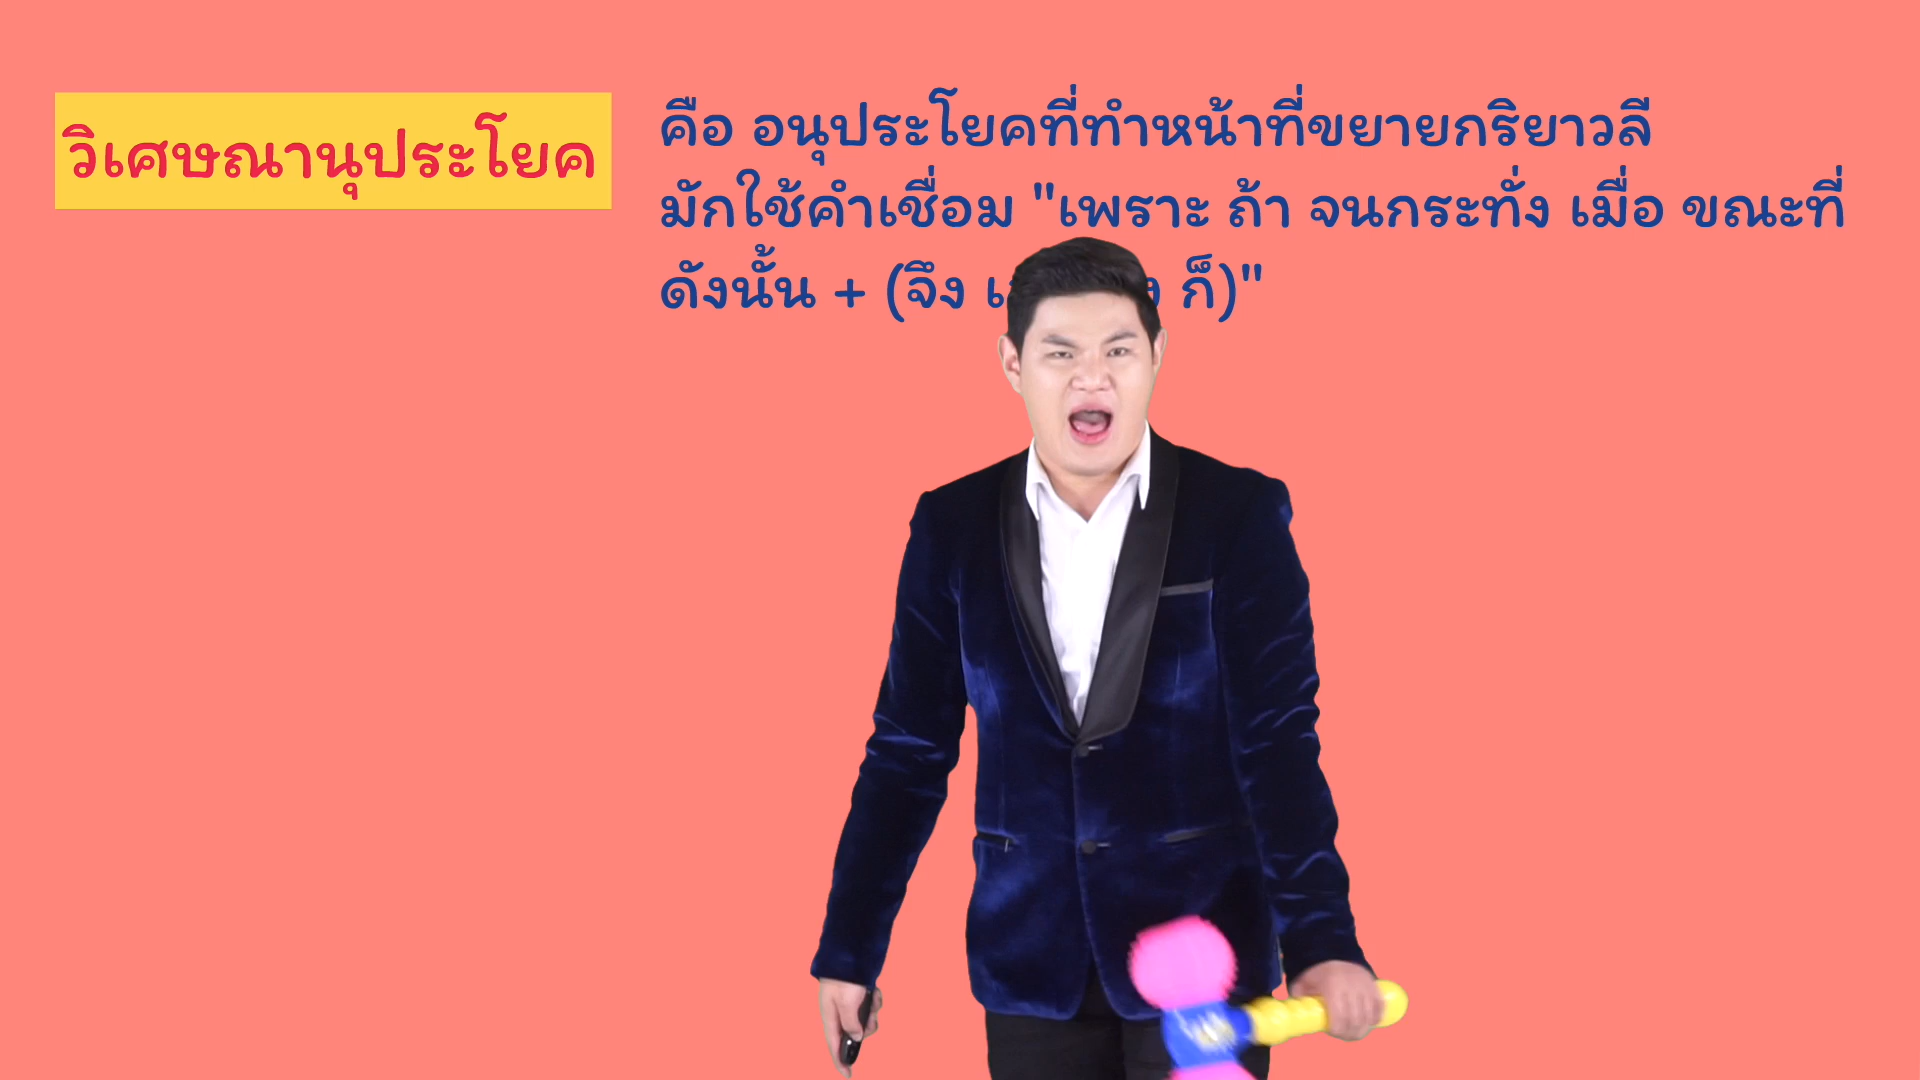 วิเศษณานุประโยค
คือ อนุประโยคที่ทำหน้าที่ขยายกริยาวลี
มักใช้คำเชื่อม "เพราะ ถ้า จนกระทั่ง เมื่อ ขณะที่
ดังนั้น + (จึง ก็)"